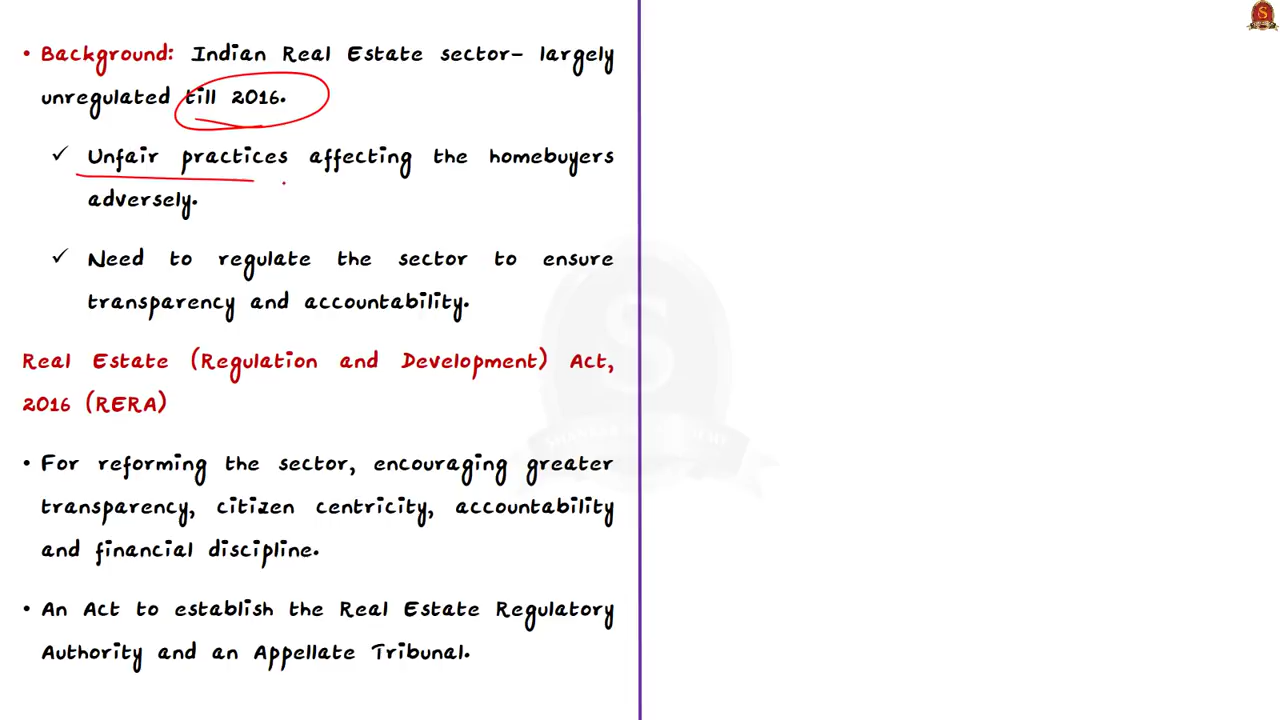 • Background: Indian Real Estate sector- largely
unregulated till 2016.
✓ Unfair practices affecting the homebuyers
adversely.
✓ Need to regulate the sector to ensure
transparency and accountability.
Real Estate (Regulation and Development) Act,
2016 (RERA)
• For reforming the sector, encouraging greater
transparency, citizen centricity, accountability
and financial discipline.
• An Act to establish the Real Estate Regulatory
Authority and an Appellate Tribunal.